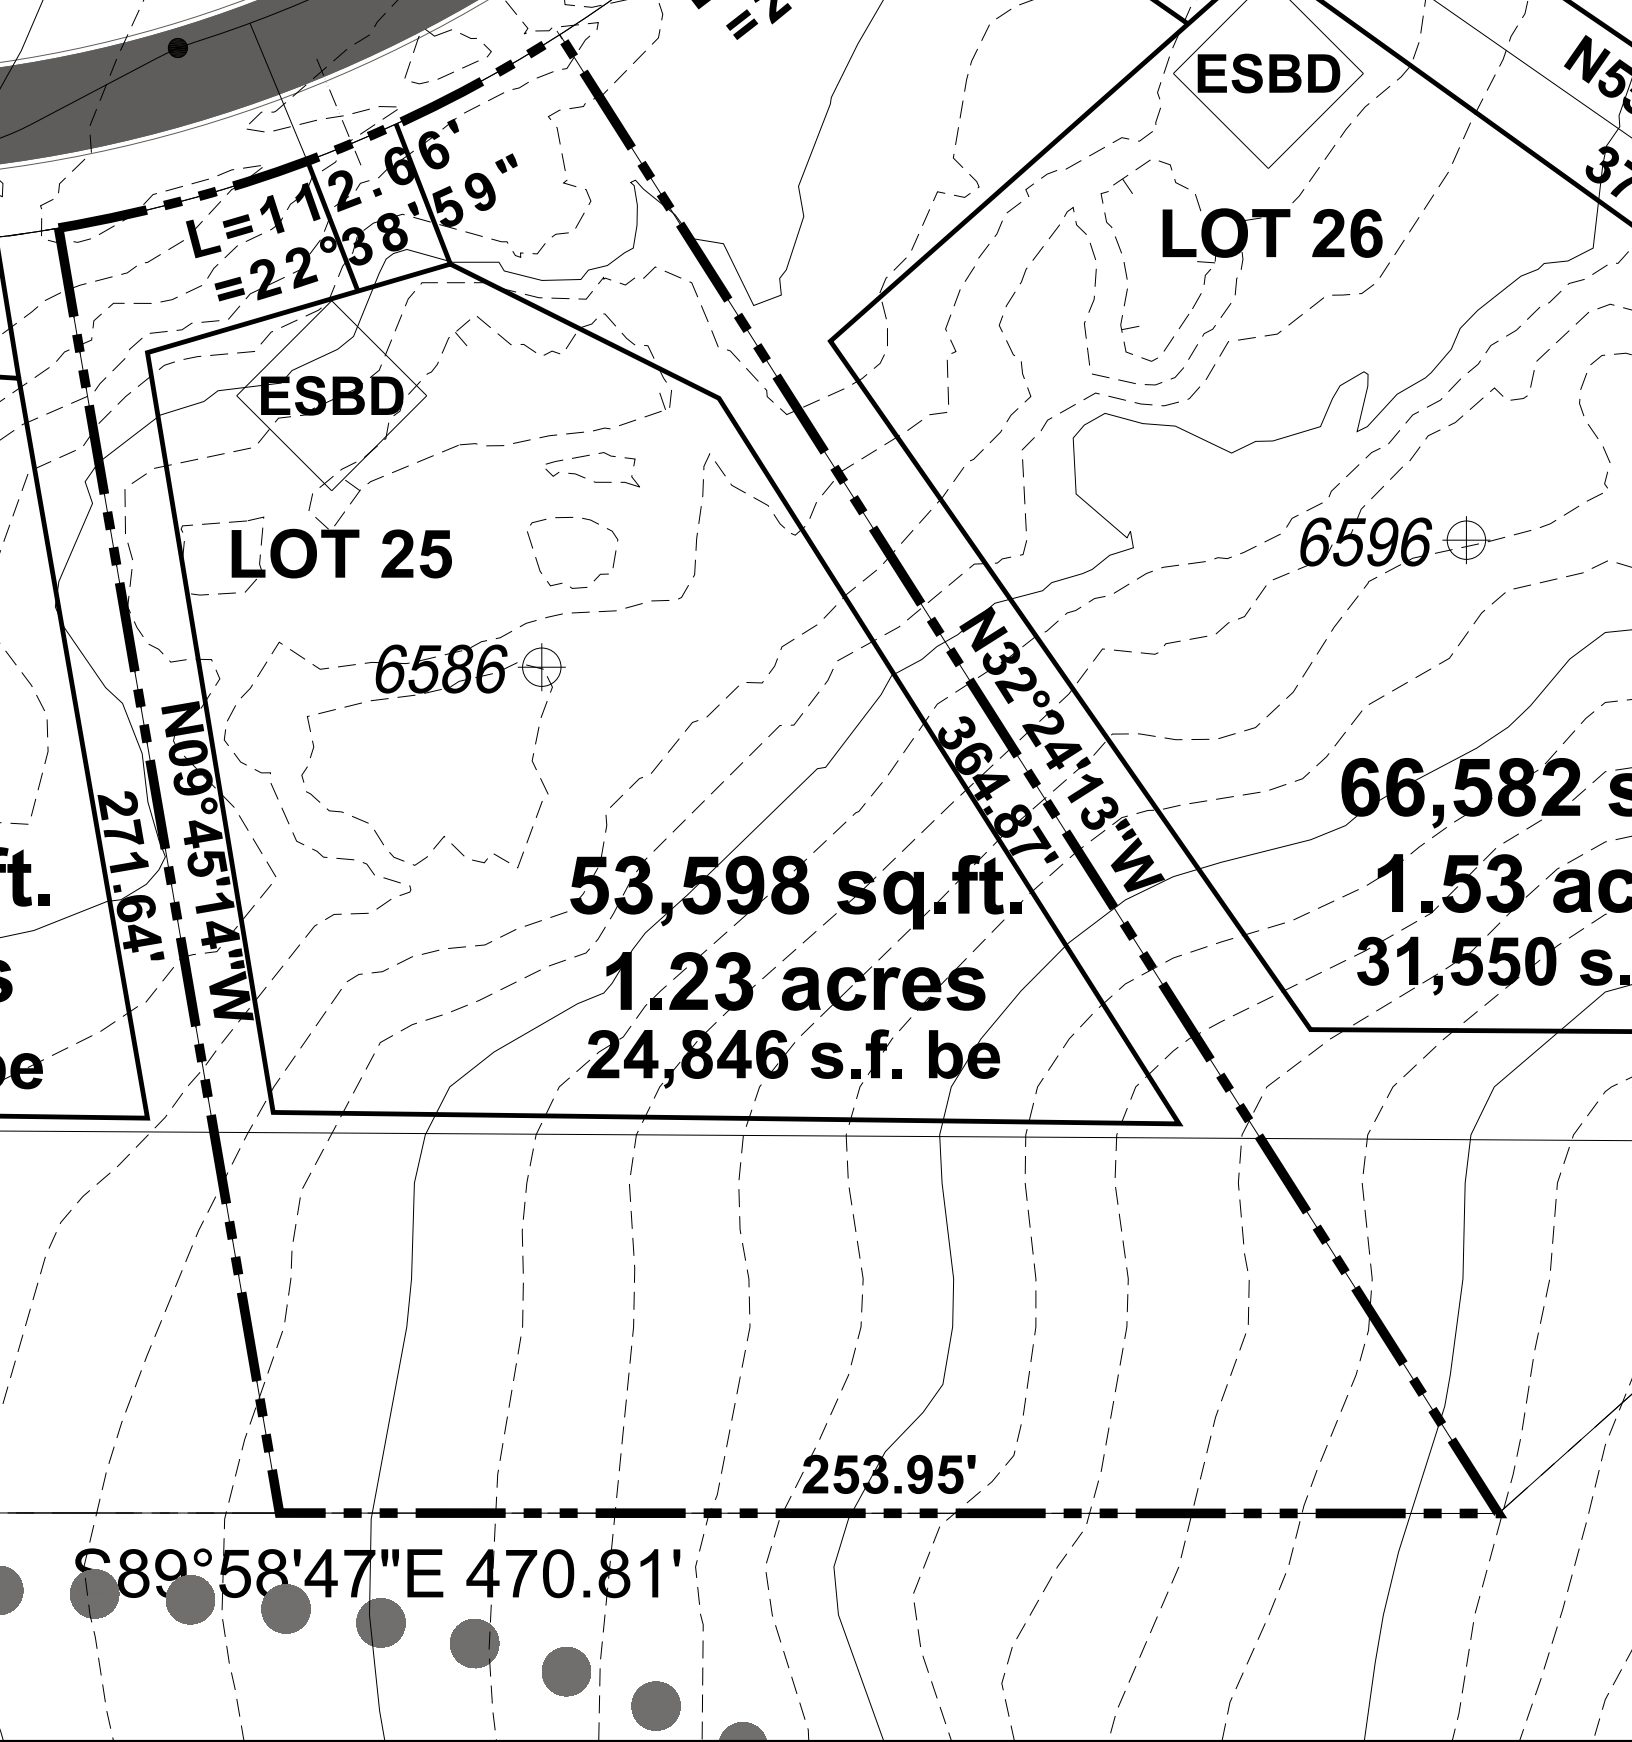 =2
ESBD
N5
37
L=112.66'
=22°38'59"
LOT 26
ESBD
LOT 25
6596
6586
N32°24'13"W
364.87'
N09°45'14"W
271.64'
66,582 s
1.53 ac
31,550 s.
ft.
s
be
53,598 sq.ft.
1.23 acres
24,846 s.f. be
253.95'
S89°58'47"E 470.81'